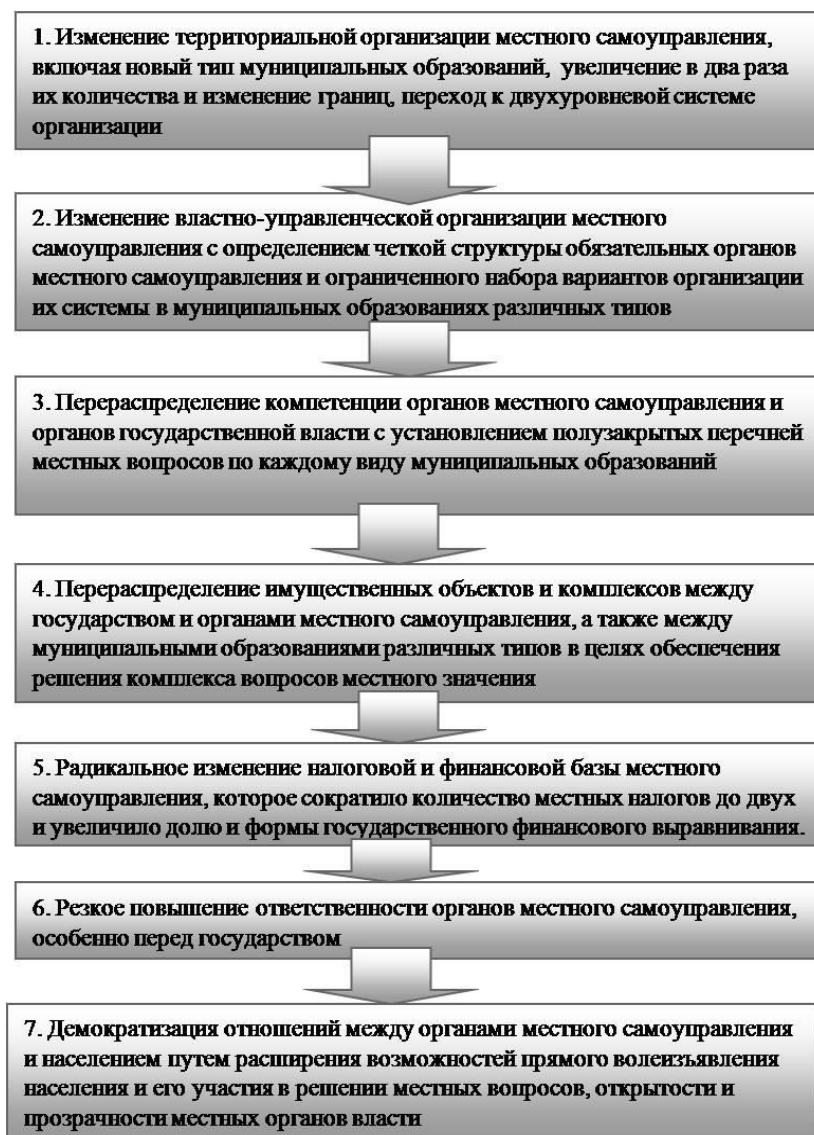 1. Изменение территориальной организации местного самоуправления,
включая новый тип муниципальных образований, увеличение в два раза
их количества и изменение границ, переход к двухуровневой системе
организации
2. Изменение властно-управленческой организации местного
самоуправления с определением четкой структуры обязательных органов
местного самоуправления и ограниченного набора вариантов организации
их системы в муниципальных образованиях различных типов
3. Перераспределение компетенции органов местного самоуправления и
органов государственной власти с установлением полузакрытых перечней
местных вопросов по каждому виду муниципальных образований
4. Перераспределение имущественных объектов и комплексов между
государством и органами местного самоуправления, а также между
муниципальными образованиями различных типов в целях обеспечения
решения комплекса вопросов местного значения
5. Радикальное изменение налоговой и финансовой базы местного
самоуправления, которое сократило количество местных налогов до двух
и увеличило долю и формы государственного финансового выравнивания.
6. Резкое повышение ответственности органов местного самоуправления,
особенно перед государством
7. Демократизация отношений между органами местного самоуправления
и населением путем расширения возможностей прямого волеизъявления
населения и его участия в решении местных вопросов, открытости и
прозрачности местных органов власти